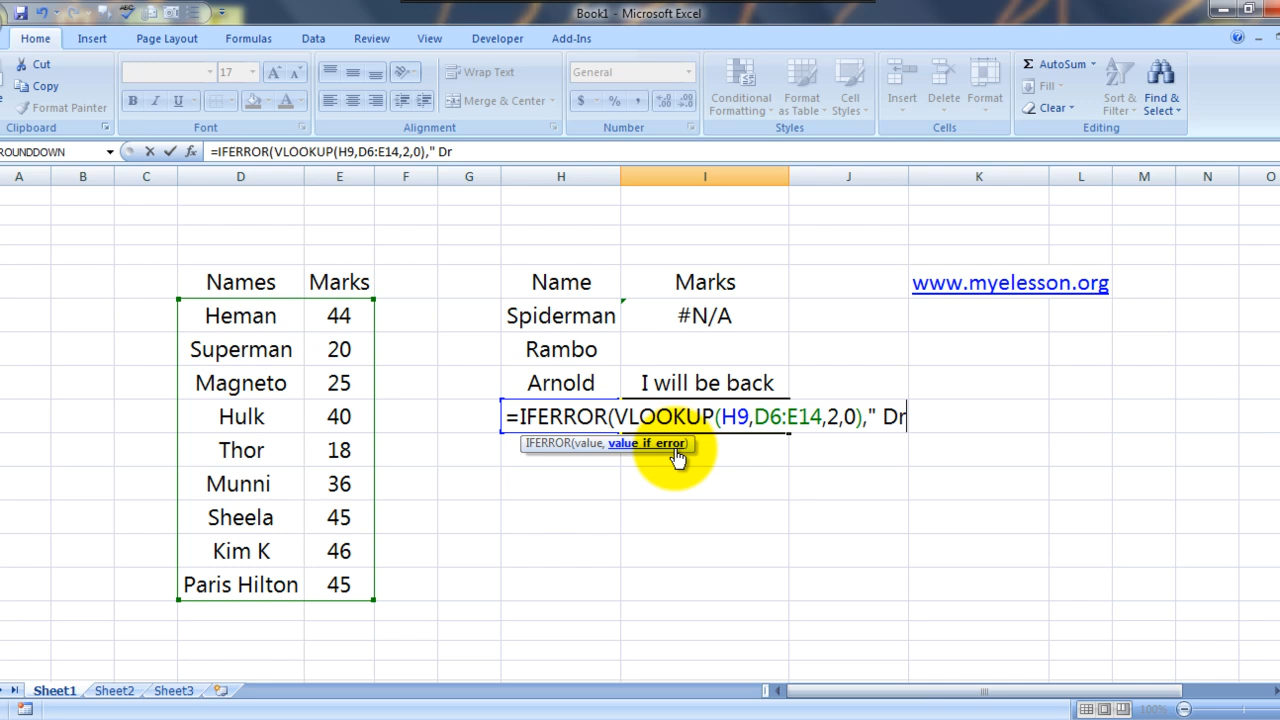 Book1 - Microsoft Excel
Home Insert Page Layout Formulas Data Review View Developer Add-Ins
Cut
Copy
Format Painter
Clipboard
17
B I U
Font
Wrap Text
Merge & Center
Alignment
General
$ % ,
Number
Conditional Formatting
Format as Table
Cell Styles
Styles
Insert Delete Format
Cells
AutoSum
Fill
Clear
Sort & Filter
Find & Select
Editing
ROUNDDOWN =IFERROR(VLOOKUP(H9,D6:E14,2,0)," Dr
A B C D E F G H I J K L M N O
Names Marks Name Marks www.myelesson.org
Heman 44 Spiderman #N/A
Superman 20 Rambo
Magneto 25 Arnold I will be back
Hulk 40 =IFERROR(VLOOKUP(H9,D6:E14,2,0)," Dr
IFERROR(value, value_if_error)
Thor 18
Munni 36
Sheela 45
Kim K 46
Paris Hilton 45
Sheet1 Sheet2 Sheet3
100%